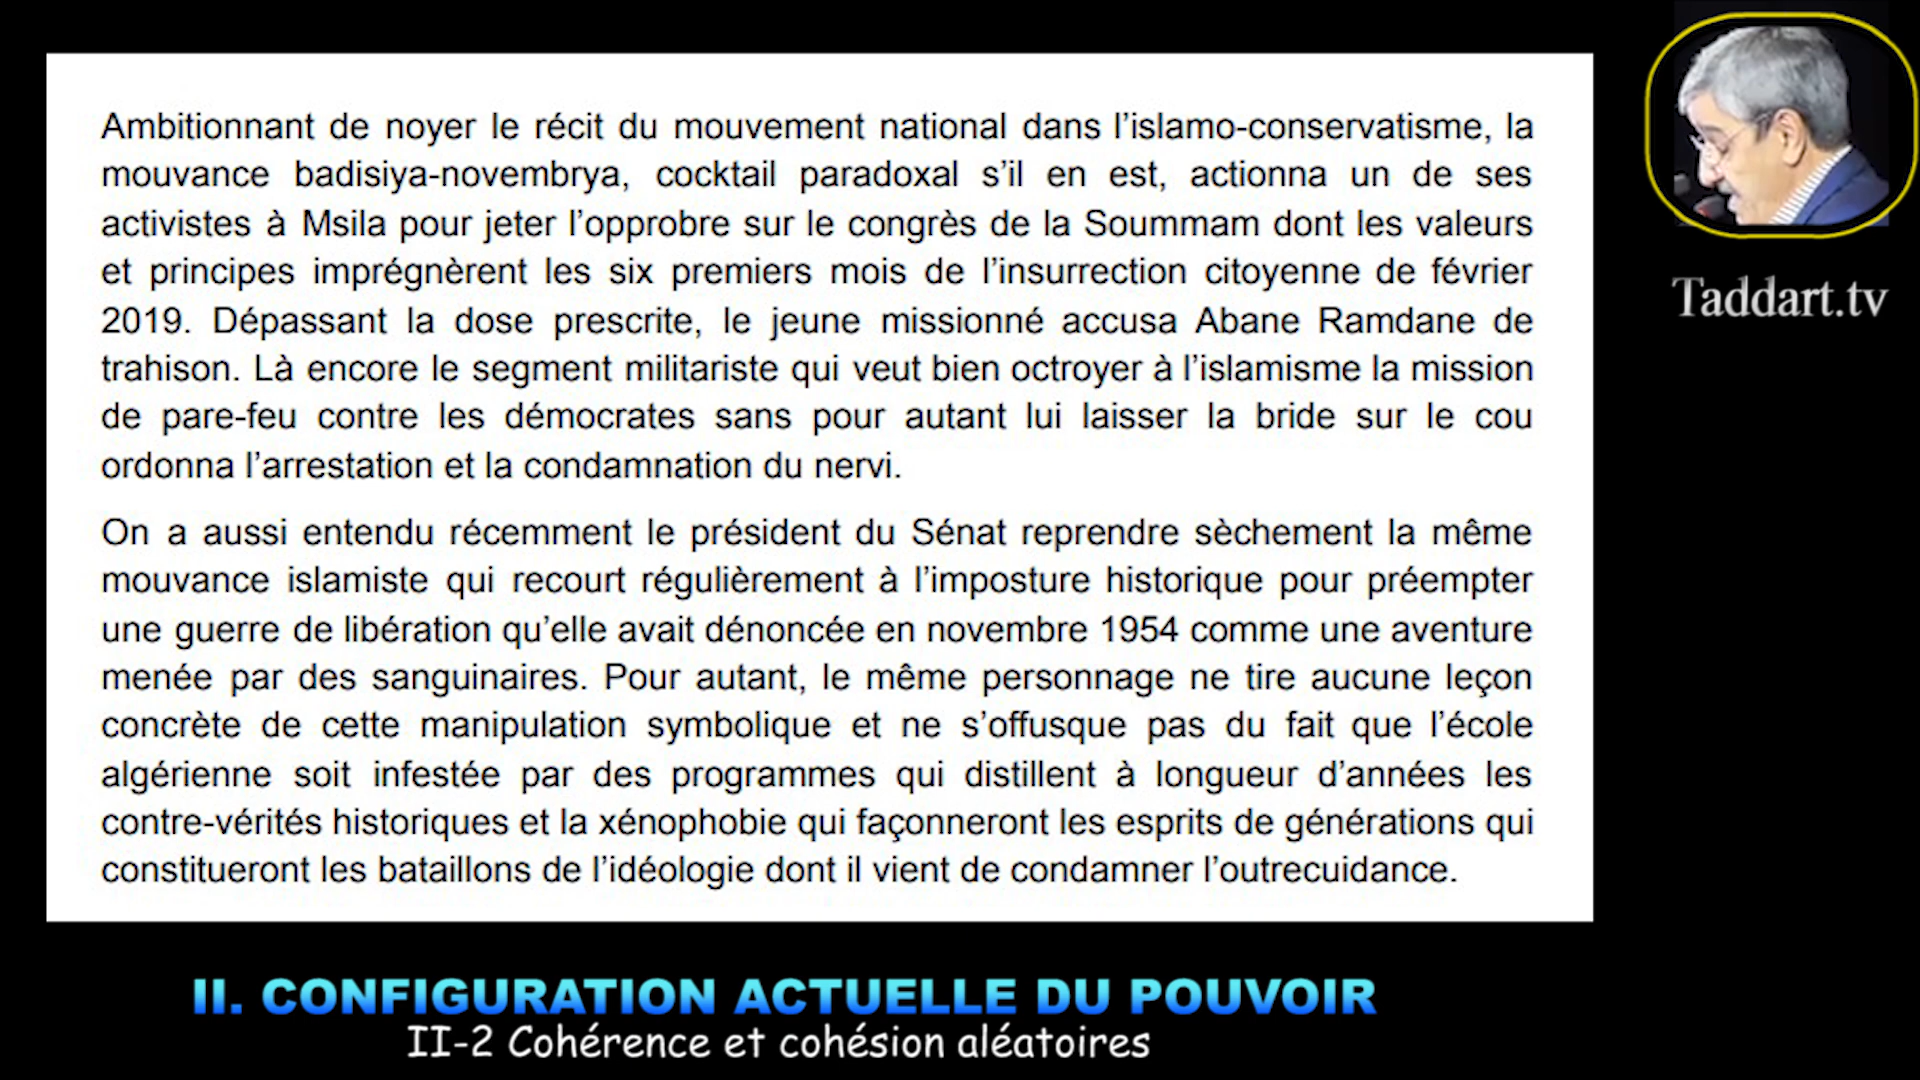 Ambitionnant de noyer le récit du mouvement national dans l’islamo-conservatisme, la
mouvance badisiya-novembrya, cocktail paradoxal s’il en est, actionna un de ses
activistes à Msila pour jeter l’opprobre sur le congrès de la Soummam dont les valeurs
et principes imprégnèrent les six premiers mois de l’insurrection citoyenne de février
2019. Dépassant la dose prescrite, le jeune missionné accusa Abane Ramdane de
trahison. Là encore le segment militariste qui veut bien octroyer à l’islamisme la mission
de pare-feu contre les démocrates sans pour autant lui laisser la bride sur le cou
ordonna l’arrestation et la condamnation du nervi.
On a aussi entendu récemment le président du Sénat reprendre sèchement la même
mouvance islamiste qui recourt régulièrement à l’imposture historique pour préempter
une guerre de libération qu’elle avait dénoncée en novembre 1954 comme une aventure
menée par des sanguinaires. Pour autant, le même personnage ne tire aucune leçon
concrète de cette manipulation symbolique et ne s’offusque pas du fait que l’école
algérienne soit infestée par des programmes qui distillent à longueur d’années les
contre-vérités historiques et la xénophobie qui façonneront les esprits de générations qui
constitueront les bataillons de l’idéologie dont il vient de condamner l’outrecuidance.
Taddart.tv
II. CONFIGURATION ACTUELLE DU POUVOIR
II-2 Cohérence et cohésion aléatoires